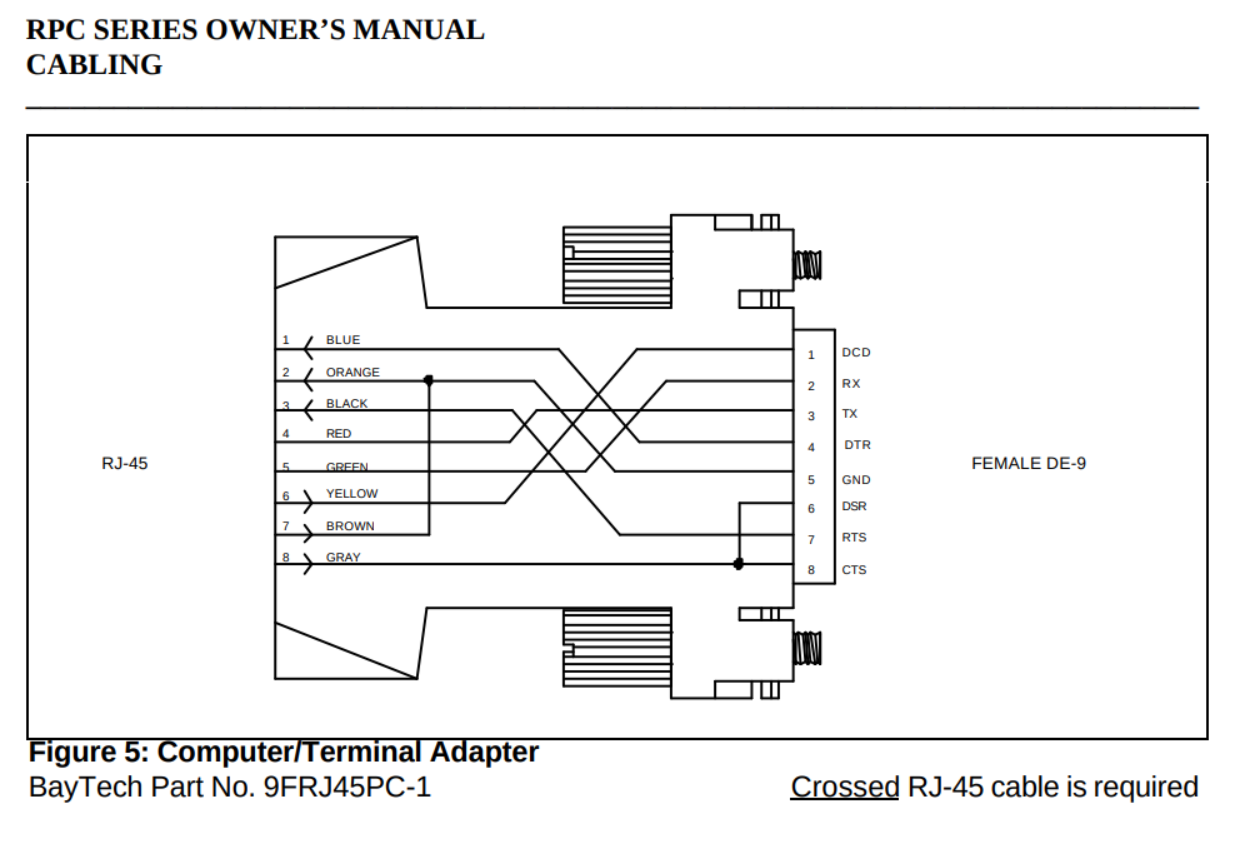 RPC SERIES OWNER’S MANUAL
CABLING
1 BLUE
2 ORANGE
3 BLACK
4 RED
5 GREEN
6 YELLOW
7 BROWN
8 GRAY
RJ-45
1 DCD
2 RX
3 TX
4 DTR
5 GND
6 DSR
7 RTS
8 CTS
FEMALE DE-9
Figure 5: Computer/Terminal Adapter
BayTech Part No. 9FRJ45PC-1 Crossed RJ-45 cable is required